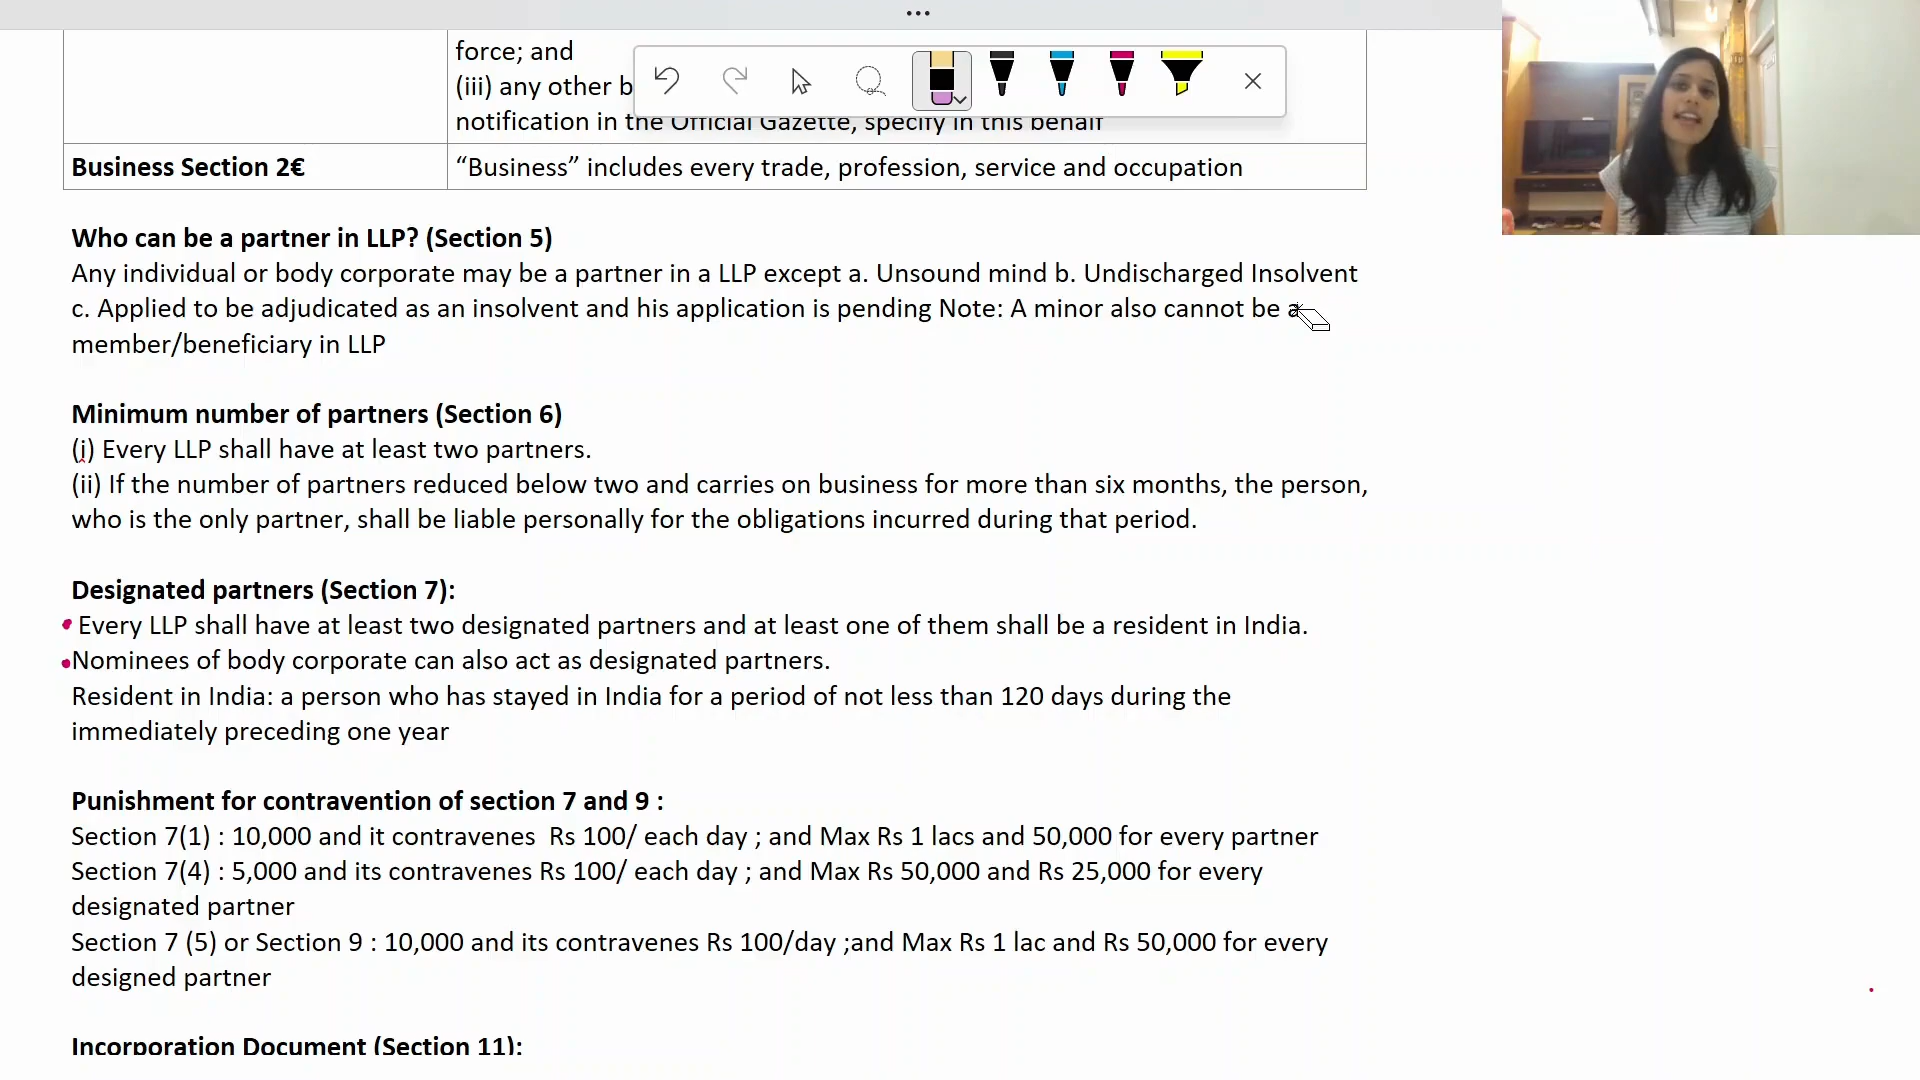 force; and
(iii) any other b
notification in the Official Gazette, specify in this behalf
Business Section 2€
“Business” includes every trade, profession, service and occupation
Who can be a partner in LLP? (Section 5)
Any individual or body corporate may be a partner in a LLP except a. Unsound mind b. Undischarged Insolvent
c. Applied to be adjudicated as an insolvent and his application is pending Note: A minor also cannot be a
member/beneficiary in LLP
Minimum number of partners (Section 6)
(i) Every LLP shall have at least two partners.
(ii) If the number of partners reduced below two and carries on business for more than six months, the person,
who is the only partner, shall be liable personally for the obligations incurred during that period.
Designated partners (Section 7):
• Every LLP shall have at least two designated partners and at least one of them shall be a resident in India.
•Nominees of body corporate can also act as designated partners.
Resident in India: a person who has stayed in India for a period of not less than 120 days during the
immediately preceding one year
Punishment for contravention of section 7 and 9 :
Section 7(1) : 10,000 and it contravenes  Rs 100/ each day ; and Max Rs 1 lacs and 50,000 for every partner
Section 7(4) : 5,000 and its contravenes Rs 100/ each day ; and Max Rs 50,000 and Rs 25,000 for every
designated partner
Section 7 (5) or Section 9 : 10,000 and its contravenes Rs 100/day ;and Max Rs 1 lac and Rs 50,000 for every
designed partner
Incorporation Document (Section 11):